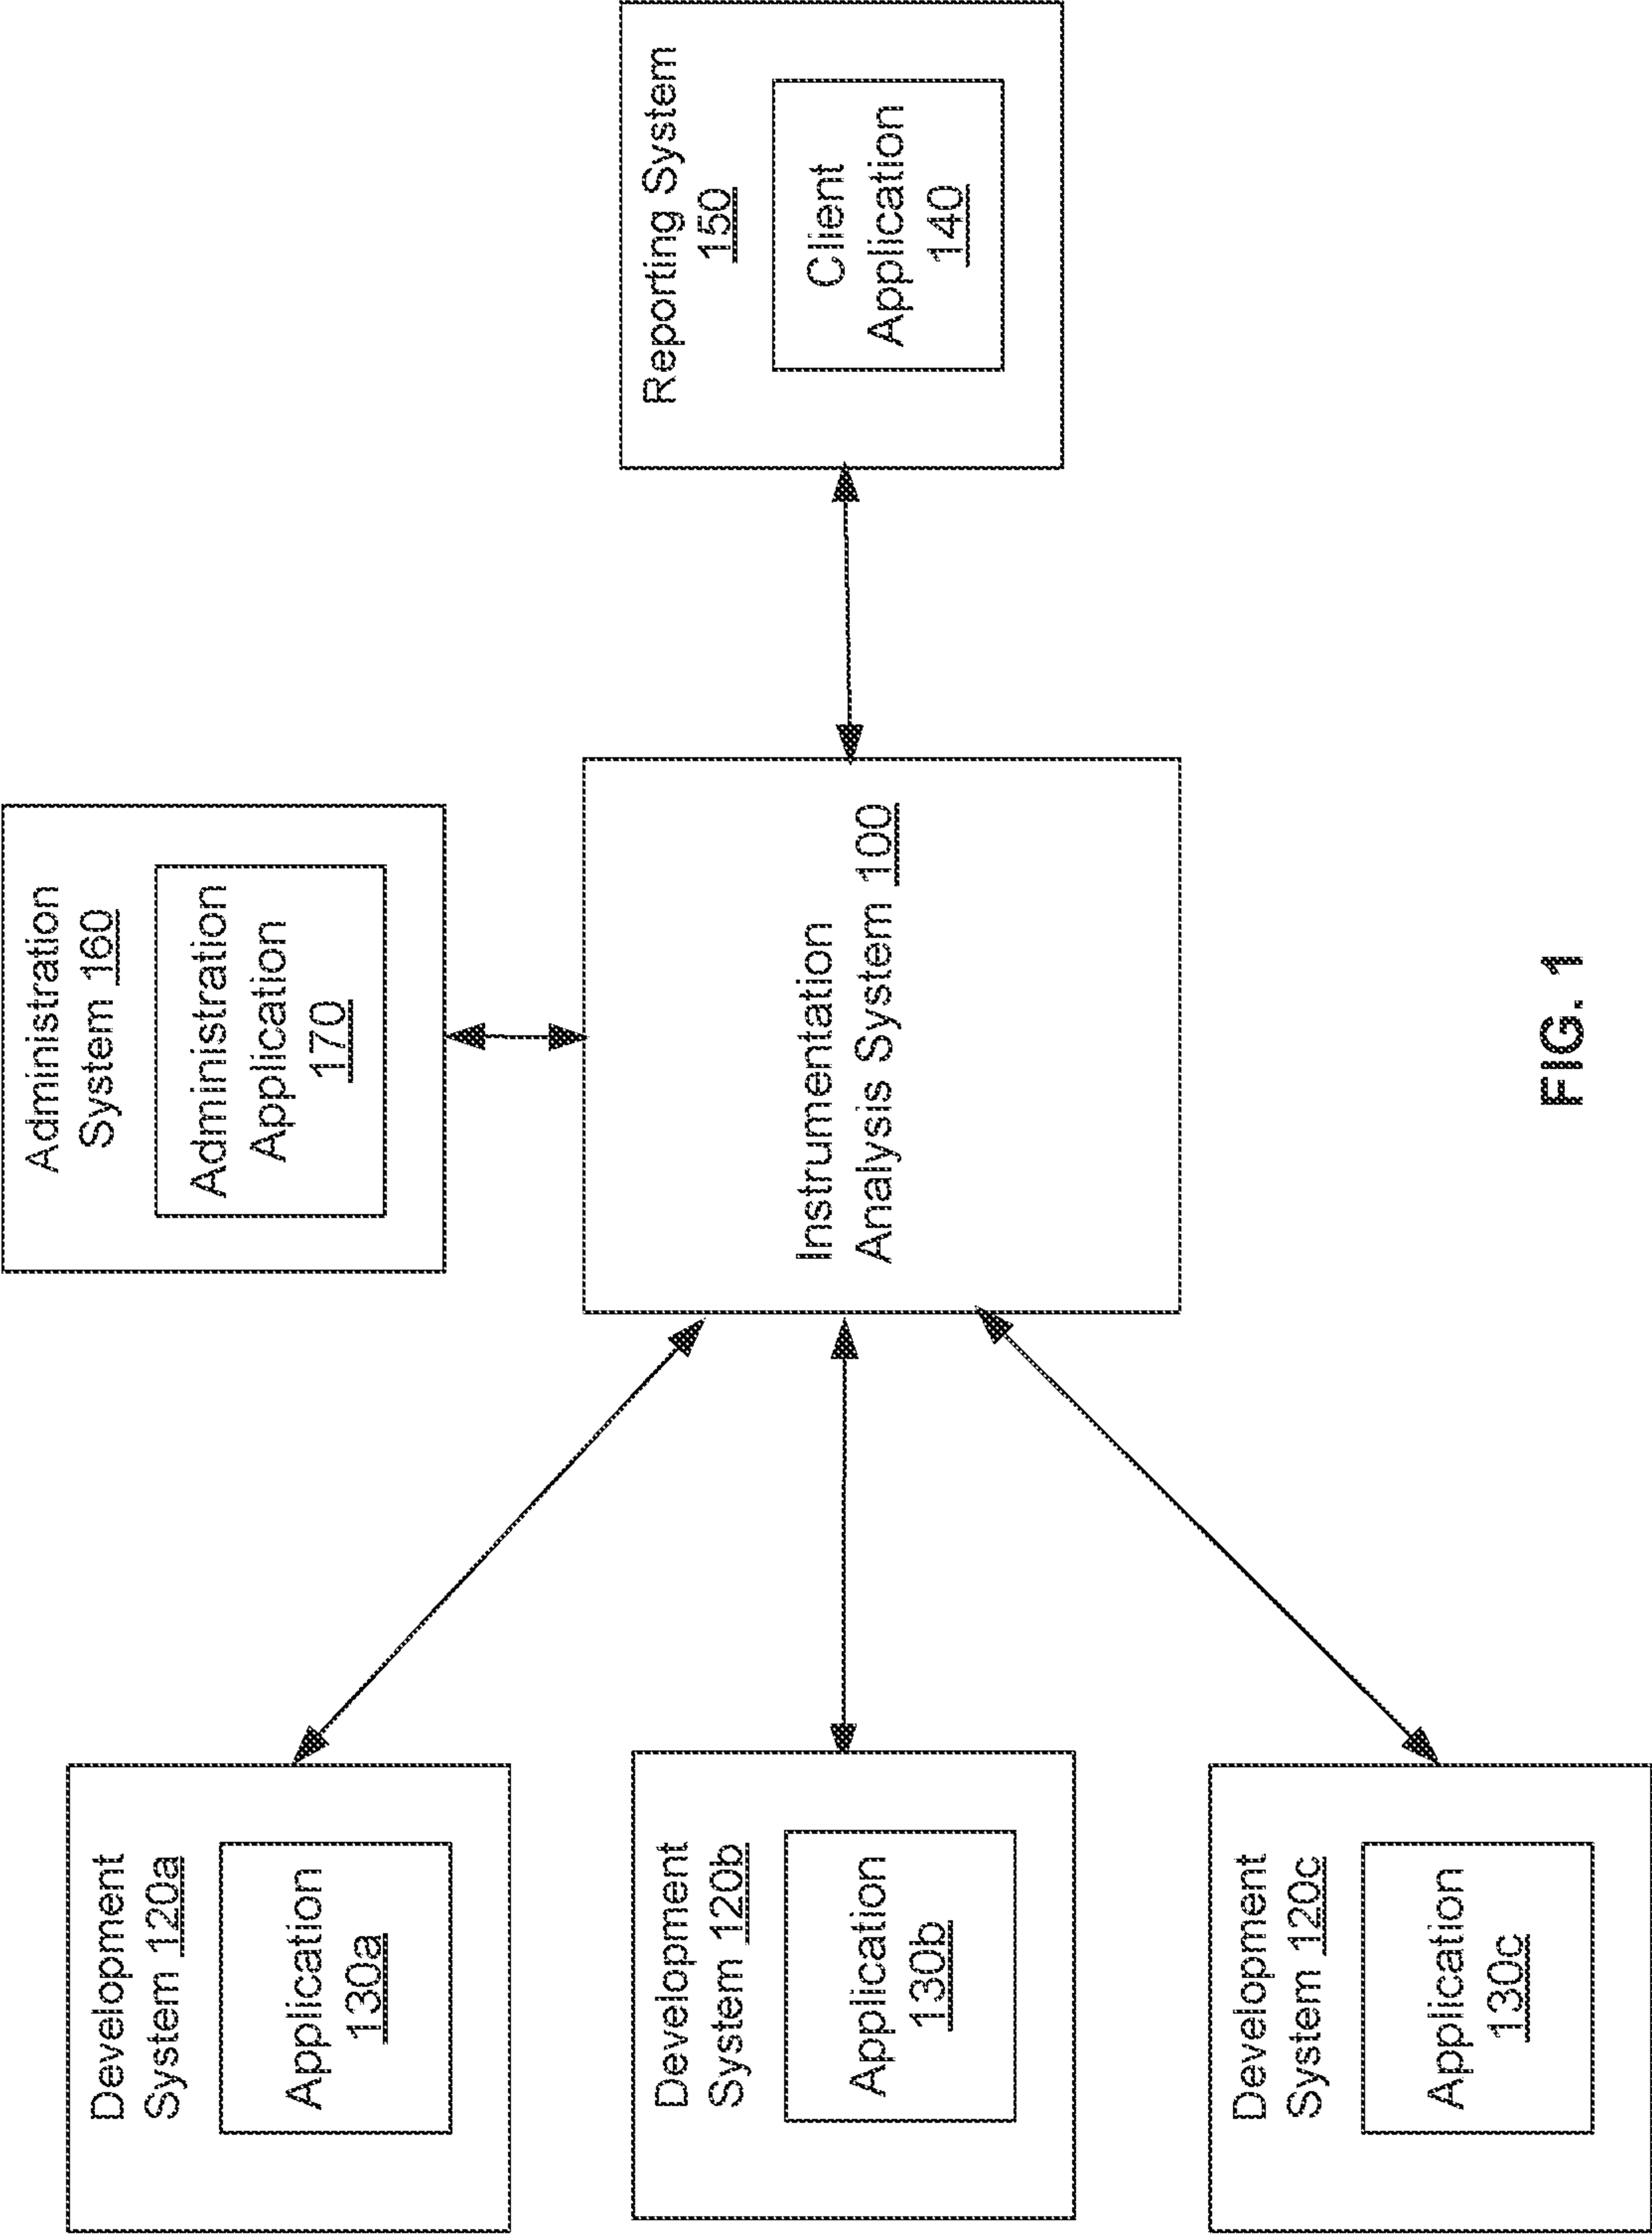 Administration
System 160
Administration
Application
170
Development
System 120a
Application
130a
Development
System 120b
Application
130b
Development
System 120c
Application
130c
Instrumentation
Analysis System 100
Reporting System
150
Client
Application
140
FIG. 1